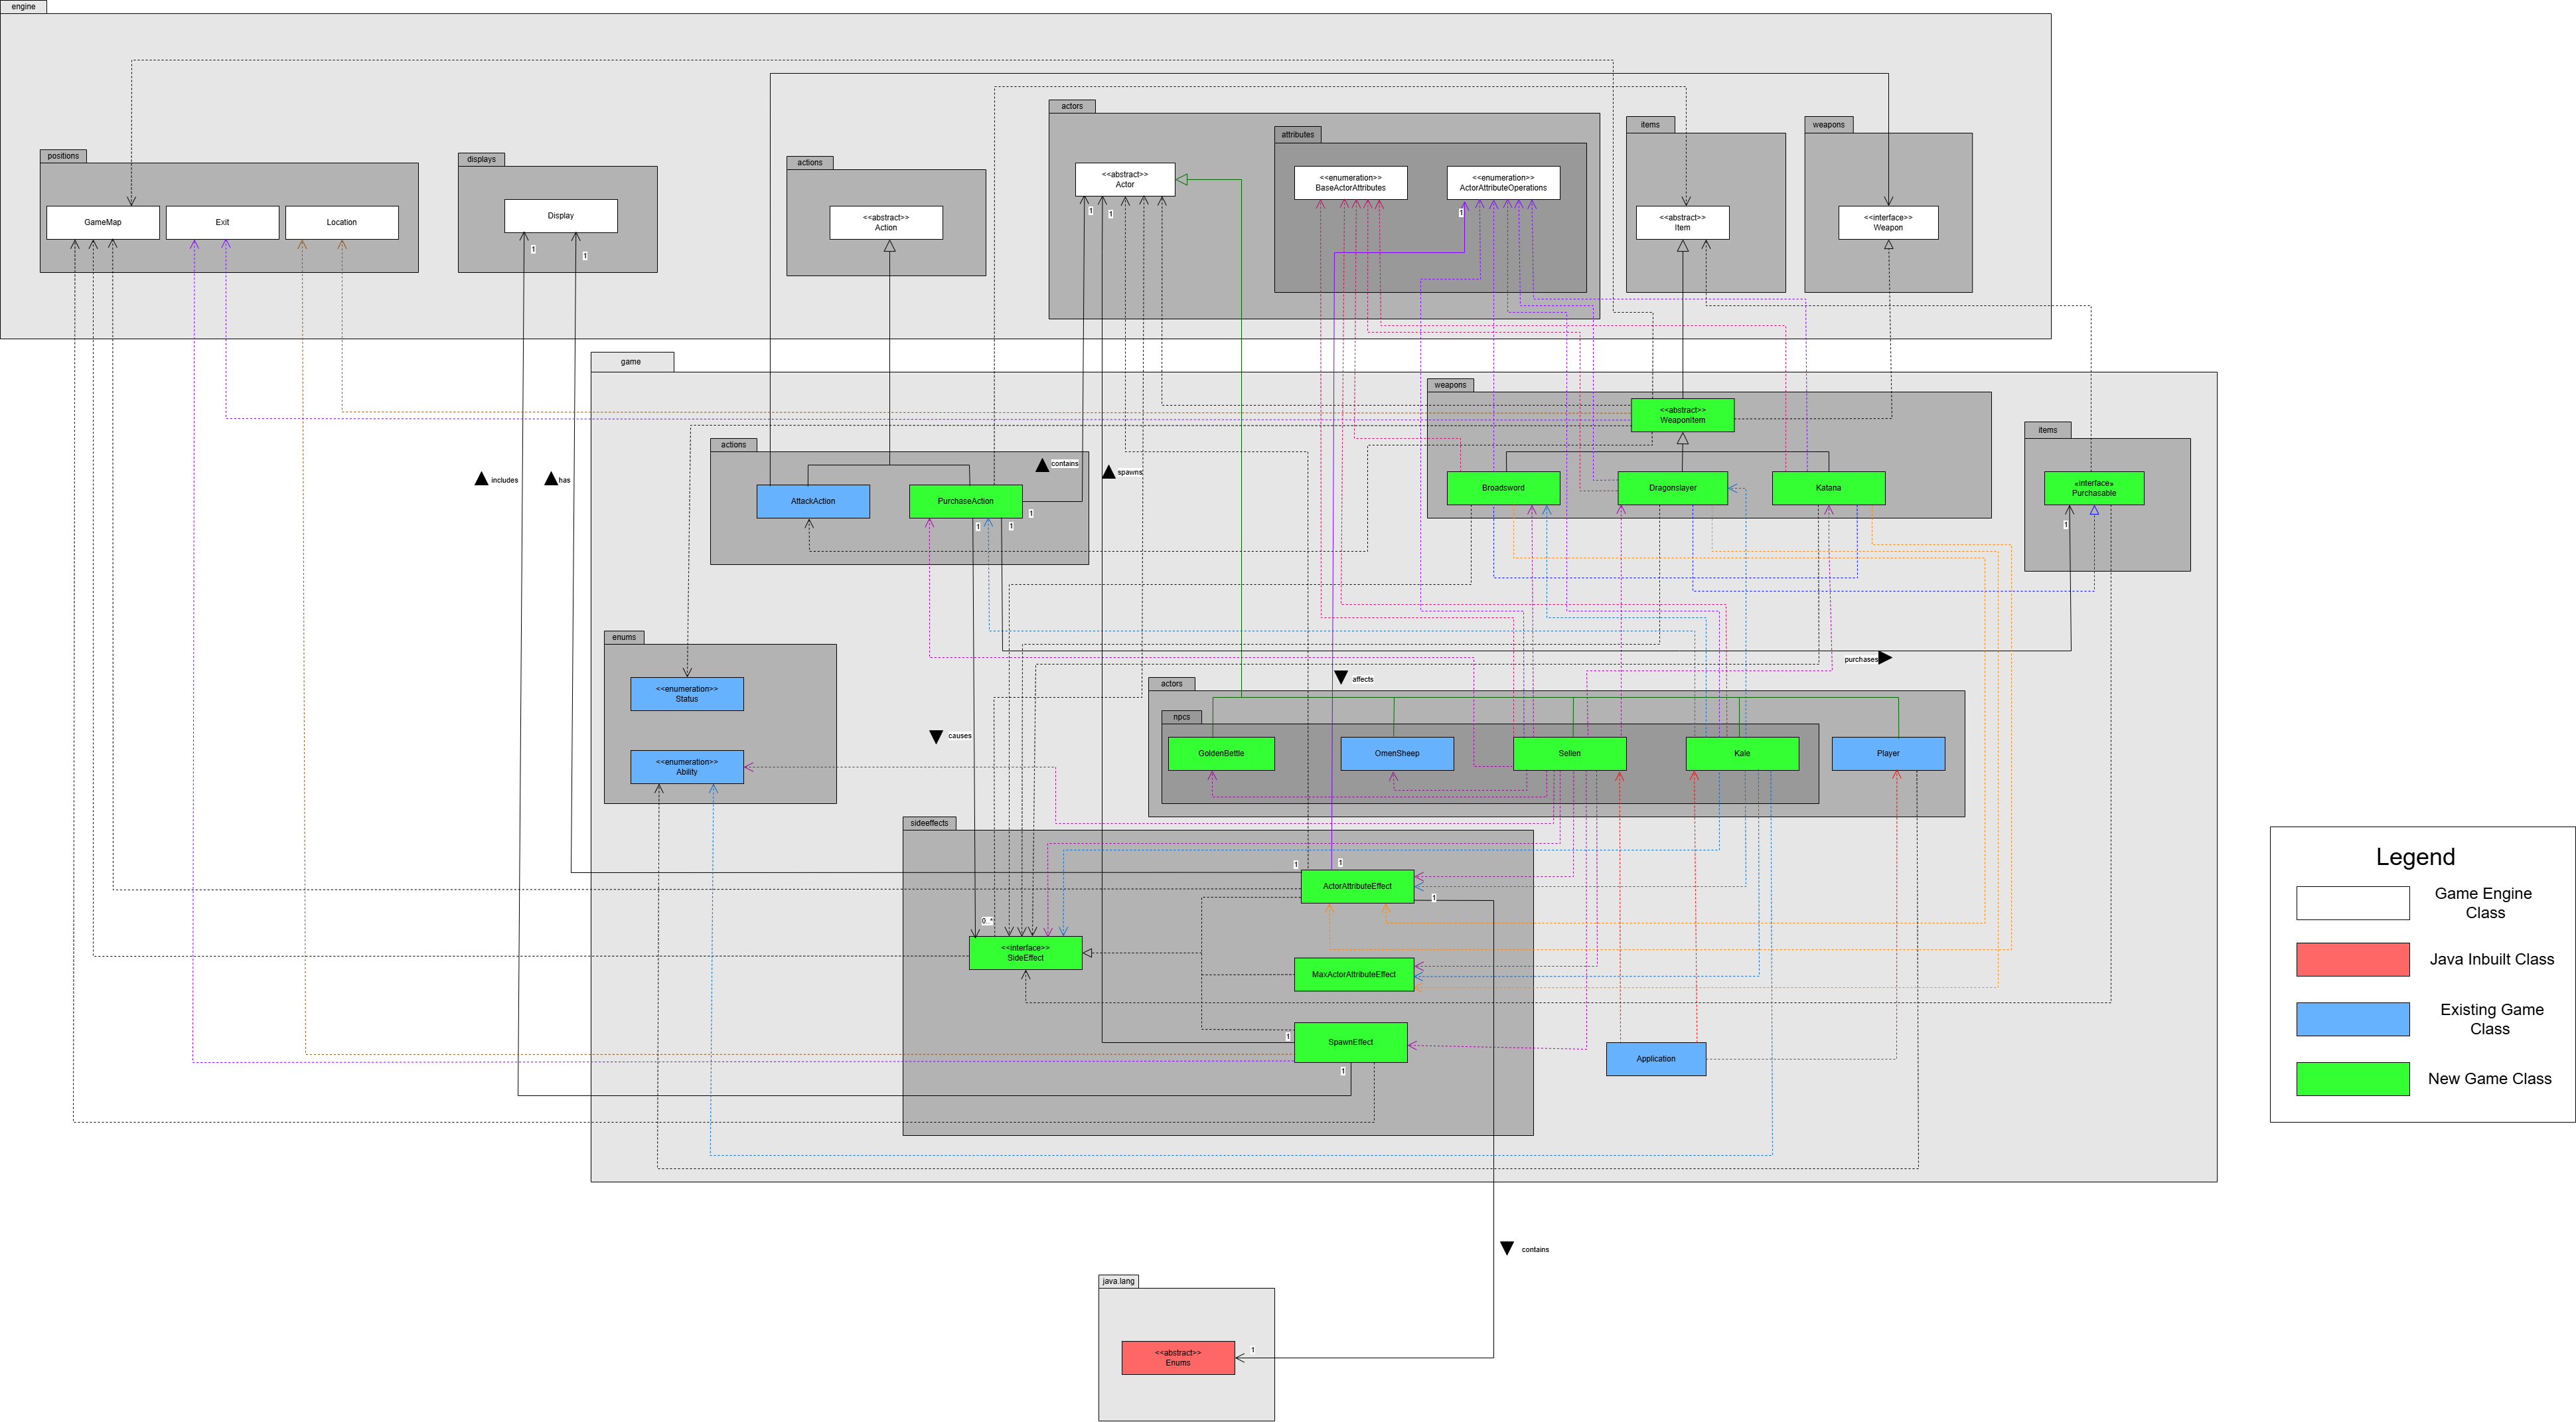 engine
actors
attributes
items
weapons
positions
displays
actions
<<abstract>>
Actor
<<enumeration>>
BaseActorAttributes
<<enumeration>>
ActorAttributeOperations
GameMap
Exit
Location
Display
<<abstract>>
Action
<<abstract>>
Item
<<interface>>
Weapon
1
1
1
1
1
game
weapons
<<abstract>>
WeaponItem
items
actions
contains
spawns
includes
has
AttackAction
PurchaseAction
Broadsword
Dragonslayer
Katana
«interface»
Purchasable
1
1
1
1
enums
purchases
<<enumeration>>
Status
affects
actors
npcs
causes
GoldenBettle
OmenSheep
Sellen
Kale
Player
<<enumeration>>
Ability
sideeffects
1
1
ActorAttributeEffect
1
0..*
<<interface>>
SideEffect
MaxActorAttributeEffect
1
SpawnEffect
1
Application
Legend
Game Engine
Class
Java Inbuilt Class
Existing Game
Class
New Game Class
contains
java.lang
<<abstract>>
Enums
1